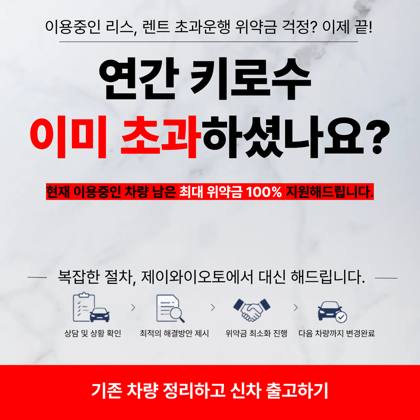 이용중인 리스, 렌트 초과운행 위약금 걱정? 이제 끝!
연간 키로수
이미 초과하셨나요?
현재 이용중인 차량 남은 최대 위약금 100% 지원해드립니다.
복잡한 절차, 제이와이오토에서 대신 해드립니다.
상담 및 상황 확인
최적의 해결방안 제시
위약금 최소화 진행
다음 차량까지 변경완료
기존 차량 정리하고 신차 출고하기